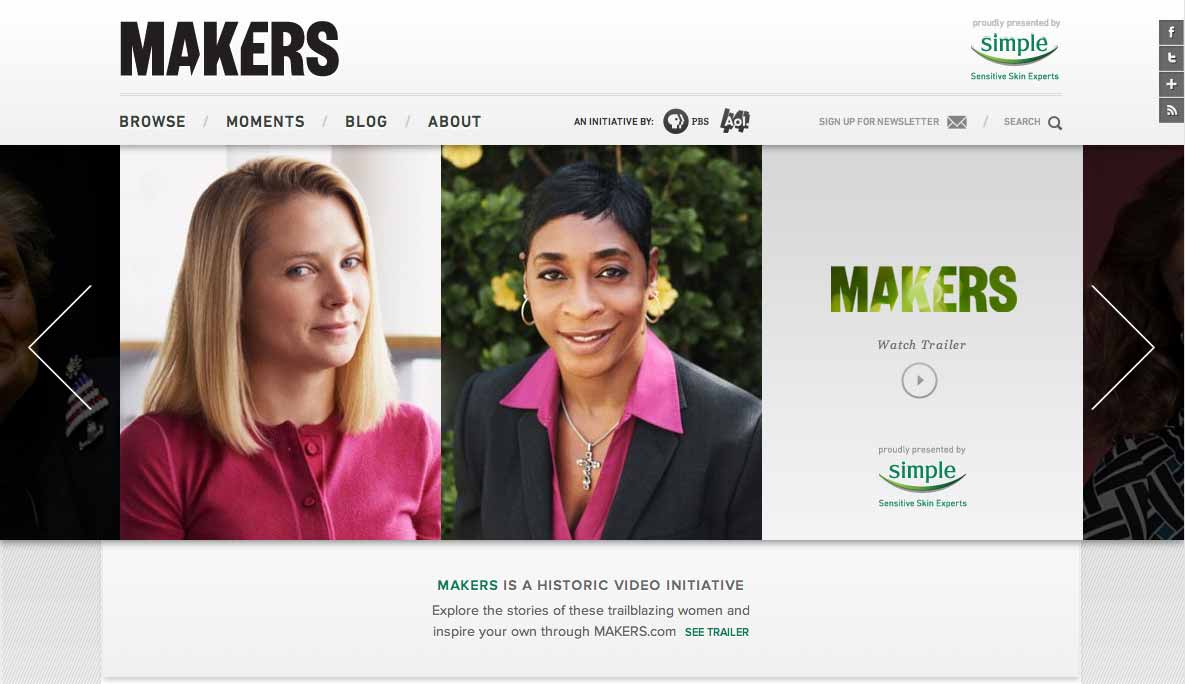 MAKERS
proudly presented by
simple
Sensitive Skin Experts
BROWSE / MOMENTS / BLOG / ABOUT
AN INITIATIVE BY: PBS Aol.
SIGN UP FOR NEWSLETTER / SEARCH
MAKERS
Watch Trailer
proudly presented by
simple
Sensitive Skin Experts
MAKERS IS A HISTORIC VIDEO INITIATIVE
Explore the stories of these trailblazing women and
inspire your own through MAKERS.com SEE TRAILER